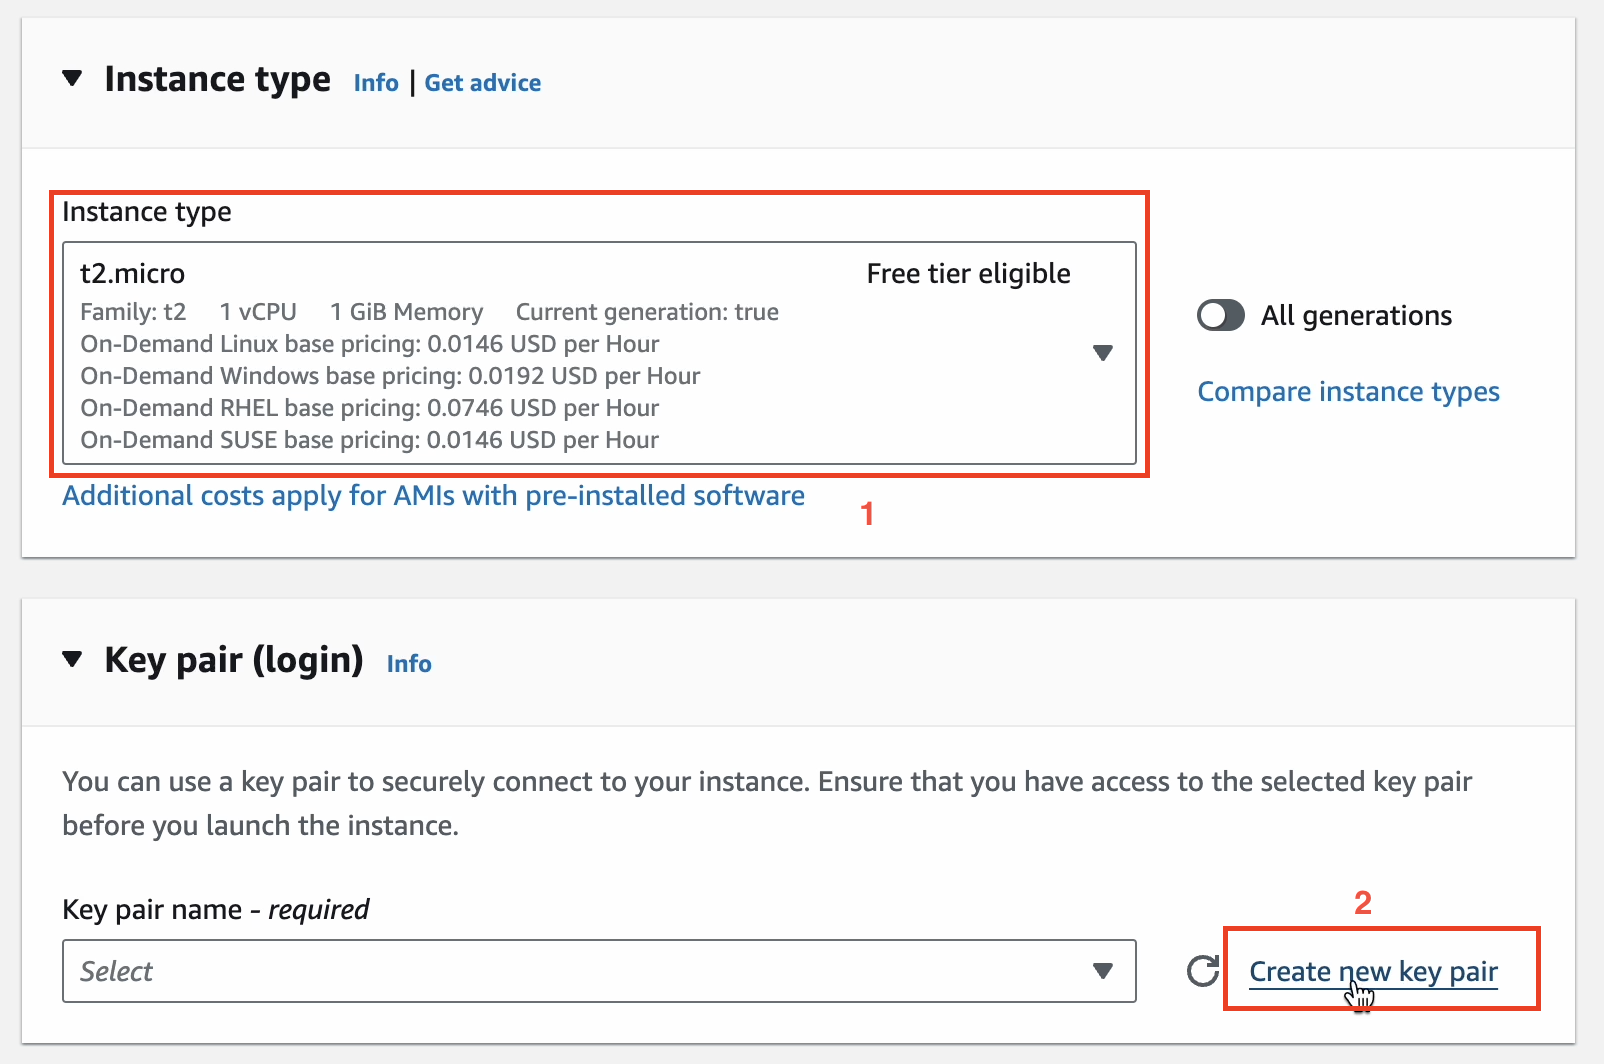 Instance type Info | Get advice
Instance type
t2.micro Free tier eligible
Family: t2 1 vCPU 1 GiB Memory Current generation: true
On-Demand Linux base pricing: 0.0146 USD per Hour
On-Demand Windows base pricing: 0.0192 USD per Hour
On-Demand RHEL base pricing: 0.0746 USD per Hour
On-Demand SUSE base pricing: 0.0146 USD per Hour
All generations
Compare instance types
Additional costs apply for AMIs with pre-installed software
1
Key pair (login) Info
You can use a key pair to securely connect to your instance. Ensure that you have access to the selected key pair
before you launch the instance.
Key pair name - required
2
Select
Create new key pair